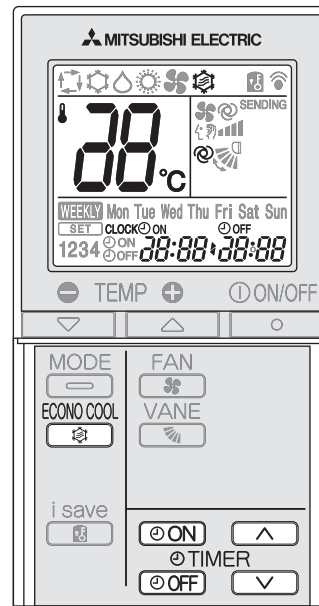 MITSUBISHI ELECTRIC
SENDING
88°C
WEEKLY Mon Tue Wed Thu Fri Sat Sun
SET CLOCK ON OFF
1234 ON OFF 88:88 88:88
TEMP ON/OFF
MODE FAN
ECONO COOL VANE
i save
ON
TIMER
OFF